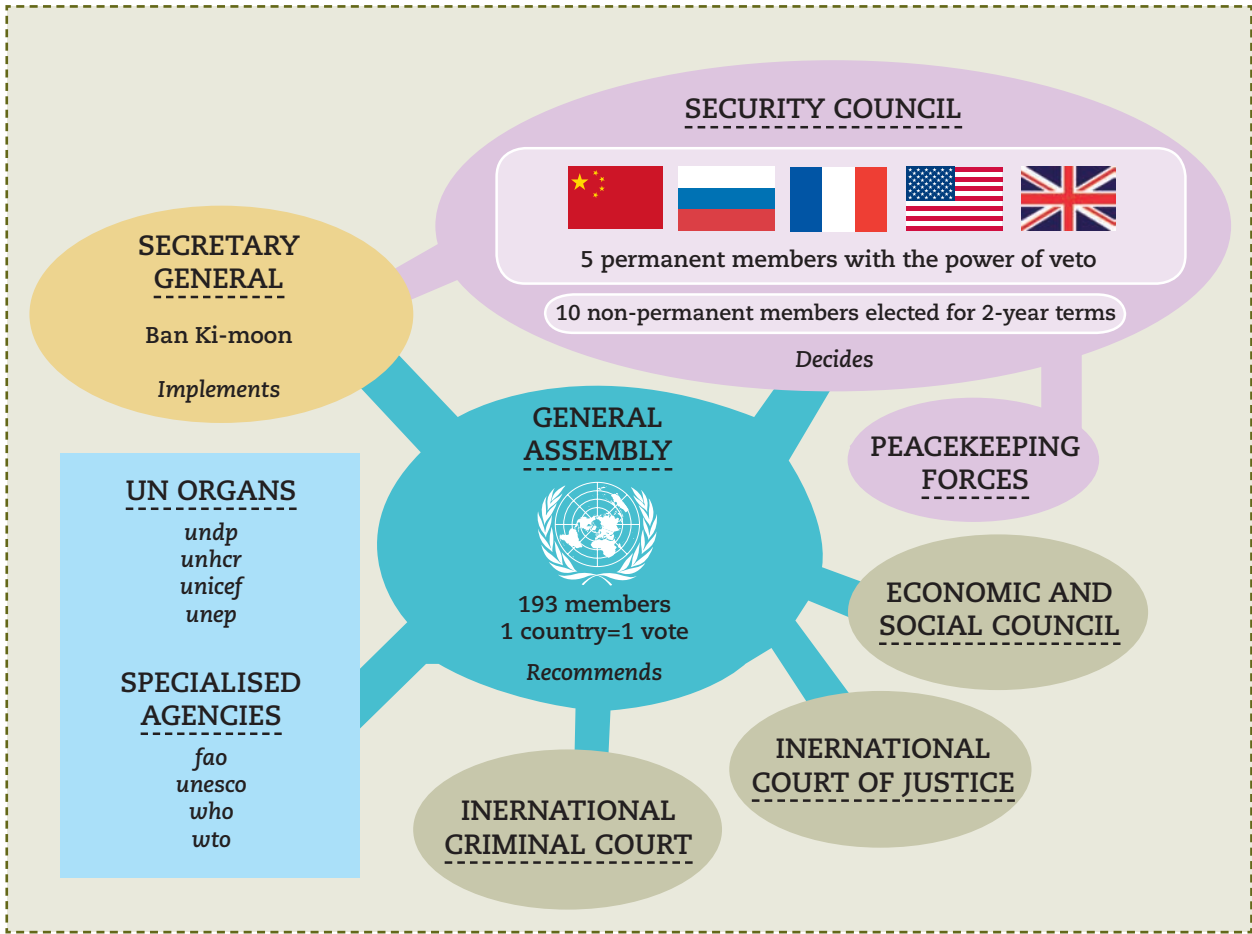 SECURITY COUNCIL
5 permanent members with the power of veto
10 non-permanent members elected for 2-year terms
Decides
SECRETARY
GENERAL
Ban Ki-moon
Implements
GENERAL
ASSEMBLY
193 members
1 country=1 vote
Recommends
PEACEKEEPING
FORCES
UN ORGANS
undp
unhcr
unicef
unep
SPECIALISED
AGENCIES
fao
unesco
who
wto
ECONOMIC AND
SOCIAL COUNCIL
INERNATIONAL
COURT OF JUSTICE
INERNATIONAL
CRIMINAL COURT